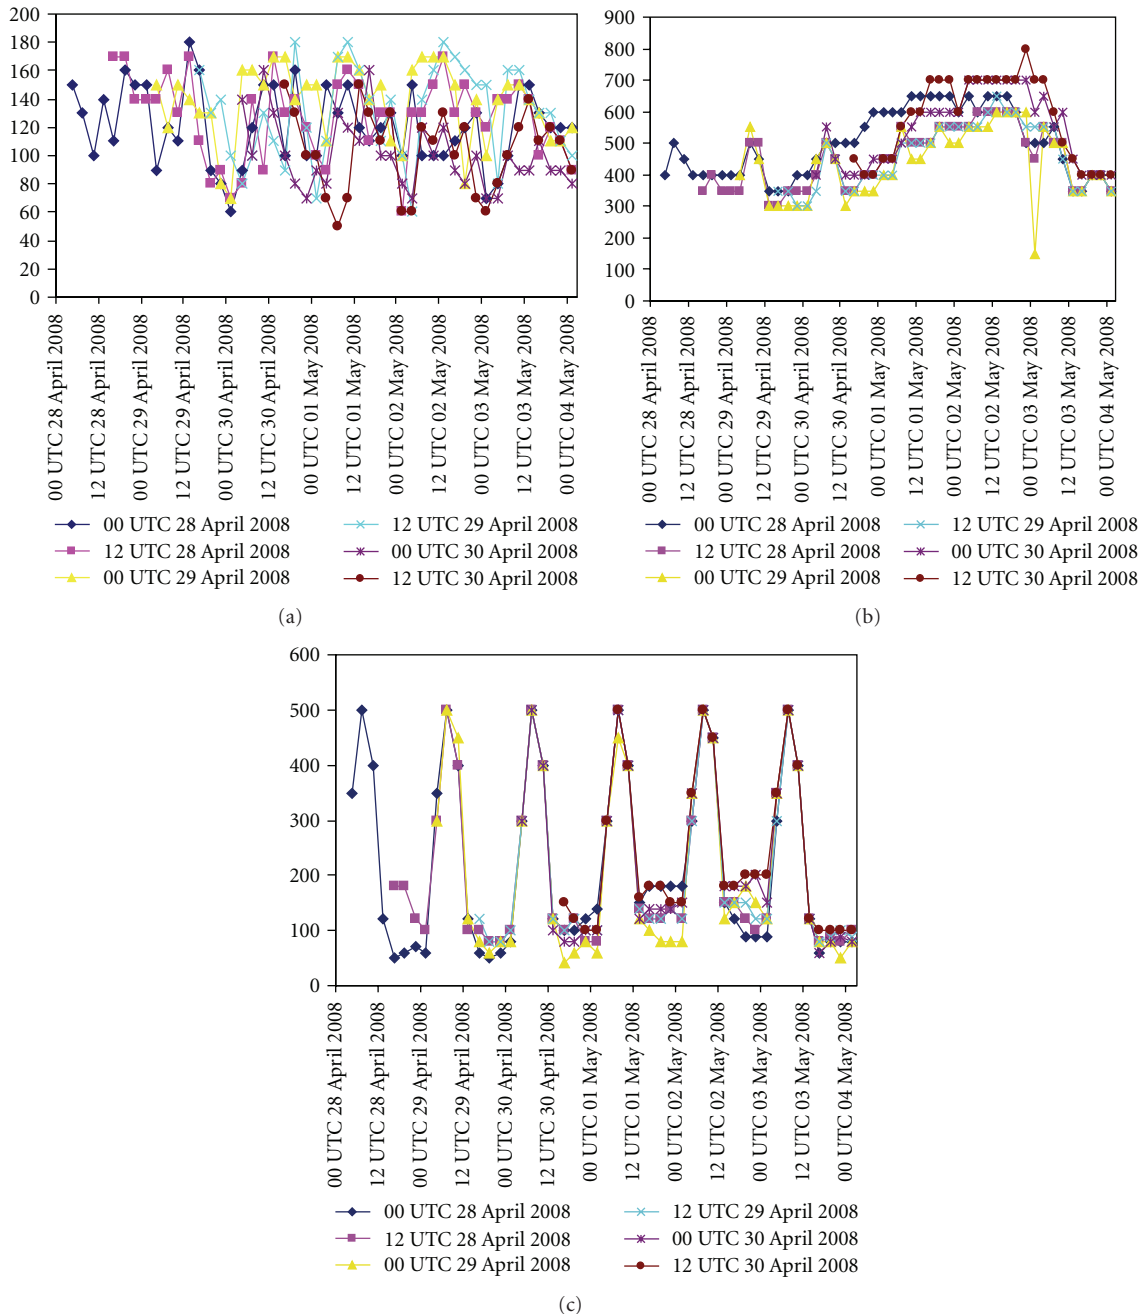 200
180
160
140
120
100
80
60
40
20
0
00 UTC 28 April 2008
12 UTC 28 April 2008
00 UTC 29 April 2008
12 UTC 29 April 2008
00 UTC 30 April 2008
12 UTC 30 April 2008
00 UTC 01 May 2008
12 UTC 01 May 2008
00 UTC 02 May 2008
12 UTC 02 May 2008
00 UTC 03 May 2008
12 UTC 03 May 2008
00 UTC 04 May 2008
00 UTC 28 April 2008
12 UTC 28 April 2008
00 UTC 29 April 2008
12 UTC 29 April 2008
00 UTC 30 April 2008
12 UTC 30 April 2008
(a)
900
800
700
600
500
400
300
200
100
0
00 UTC 28 April 2008
12 UTC 28 April 2008
00 UTC 29 April 2008
12 UTC 29 April 2008
00 UTC 30 April 2008
12 UTC 30 April 2008
00 UTC 01 May 2008
12 UTC 01 May 2008
00 UTC 02 May 2008
12 UTC 02 May 2008
00 UTC 03 May 2008
12 UTC 03 May 2008
00 UTC 04 May 2008
00 UTC 28 April 2008
12 UTC 28 April 2008
00 UTC 29 April 2008
12 UTC 29 April 2008
00 UTC 30 April 2008
12 UTC 30 April 2008
(b)
600
500
400
300
200
100
0
00 UTC 28 April 2008
12 UTC 28 April 2008
00 UTC 29 April 2008
12 UTC 29 April 2008
00 UTC 30 April 2008
12 UTC 30 April 2008
00 UTC 01 May 2008
12 UTC 01 May 2008
00 UTC 02 May 2008
12 UTC 02 May 2008
00 UTC 03 May 2008
12 UTC 03 May 2008
00 UTC 04 May 2008
00 UTC 28 April 2008
12 UTC 28 April 2008
00 UTC 29 April 2008
12 UTC 29 April 2008
00 UTC 30 April 2008
12 UTC 30 April 2008
(c)